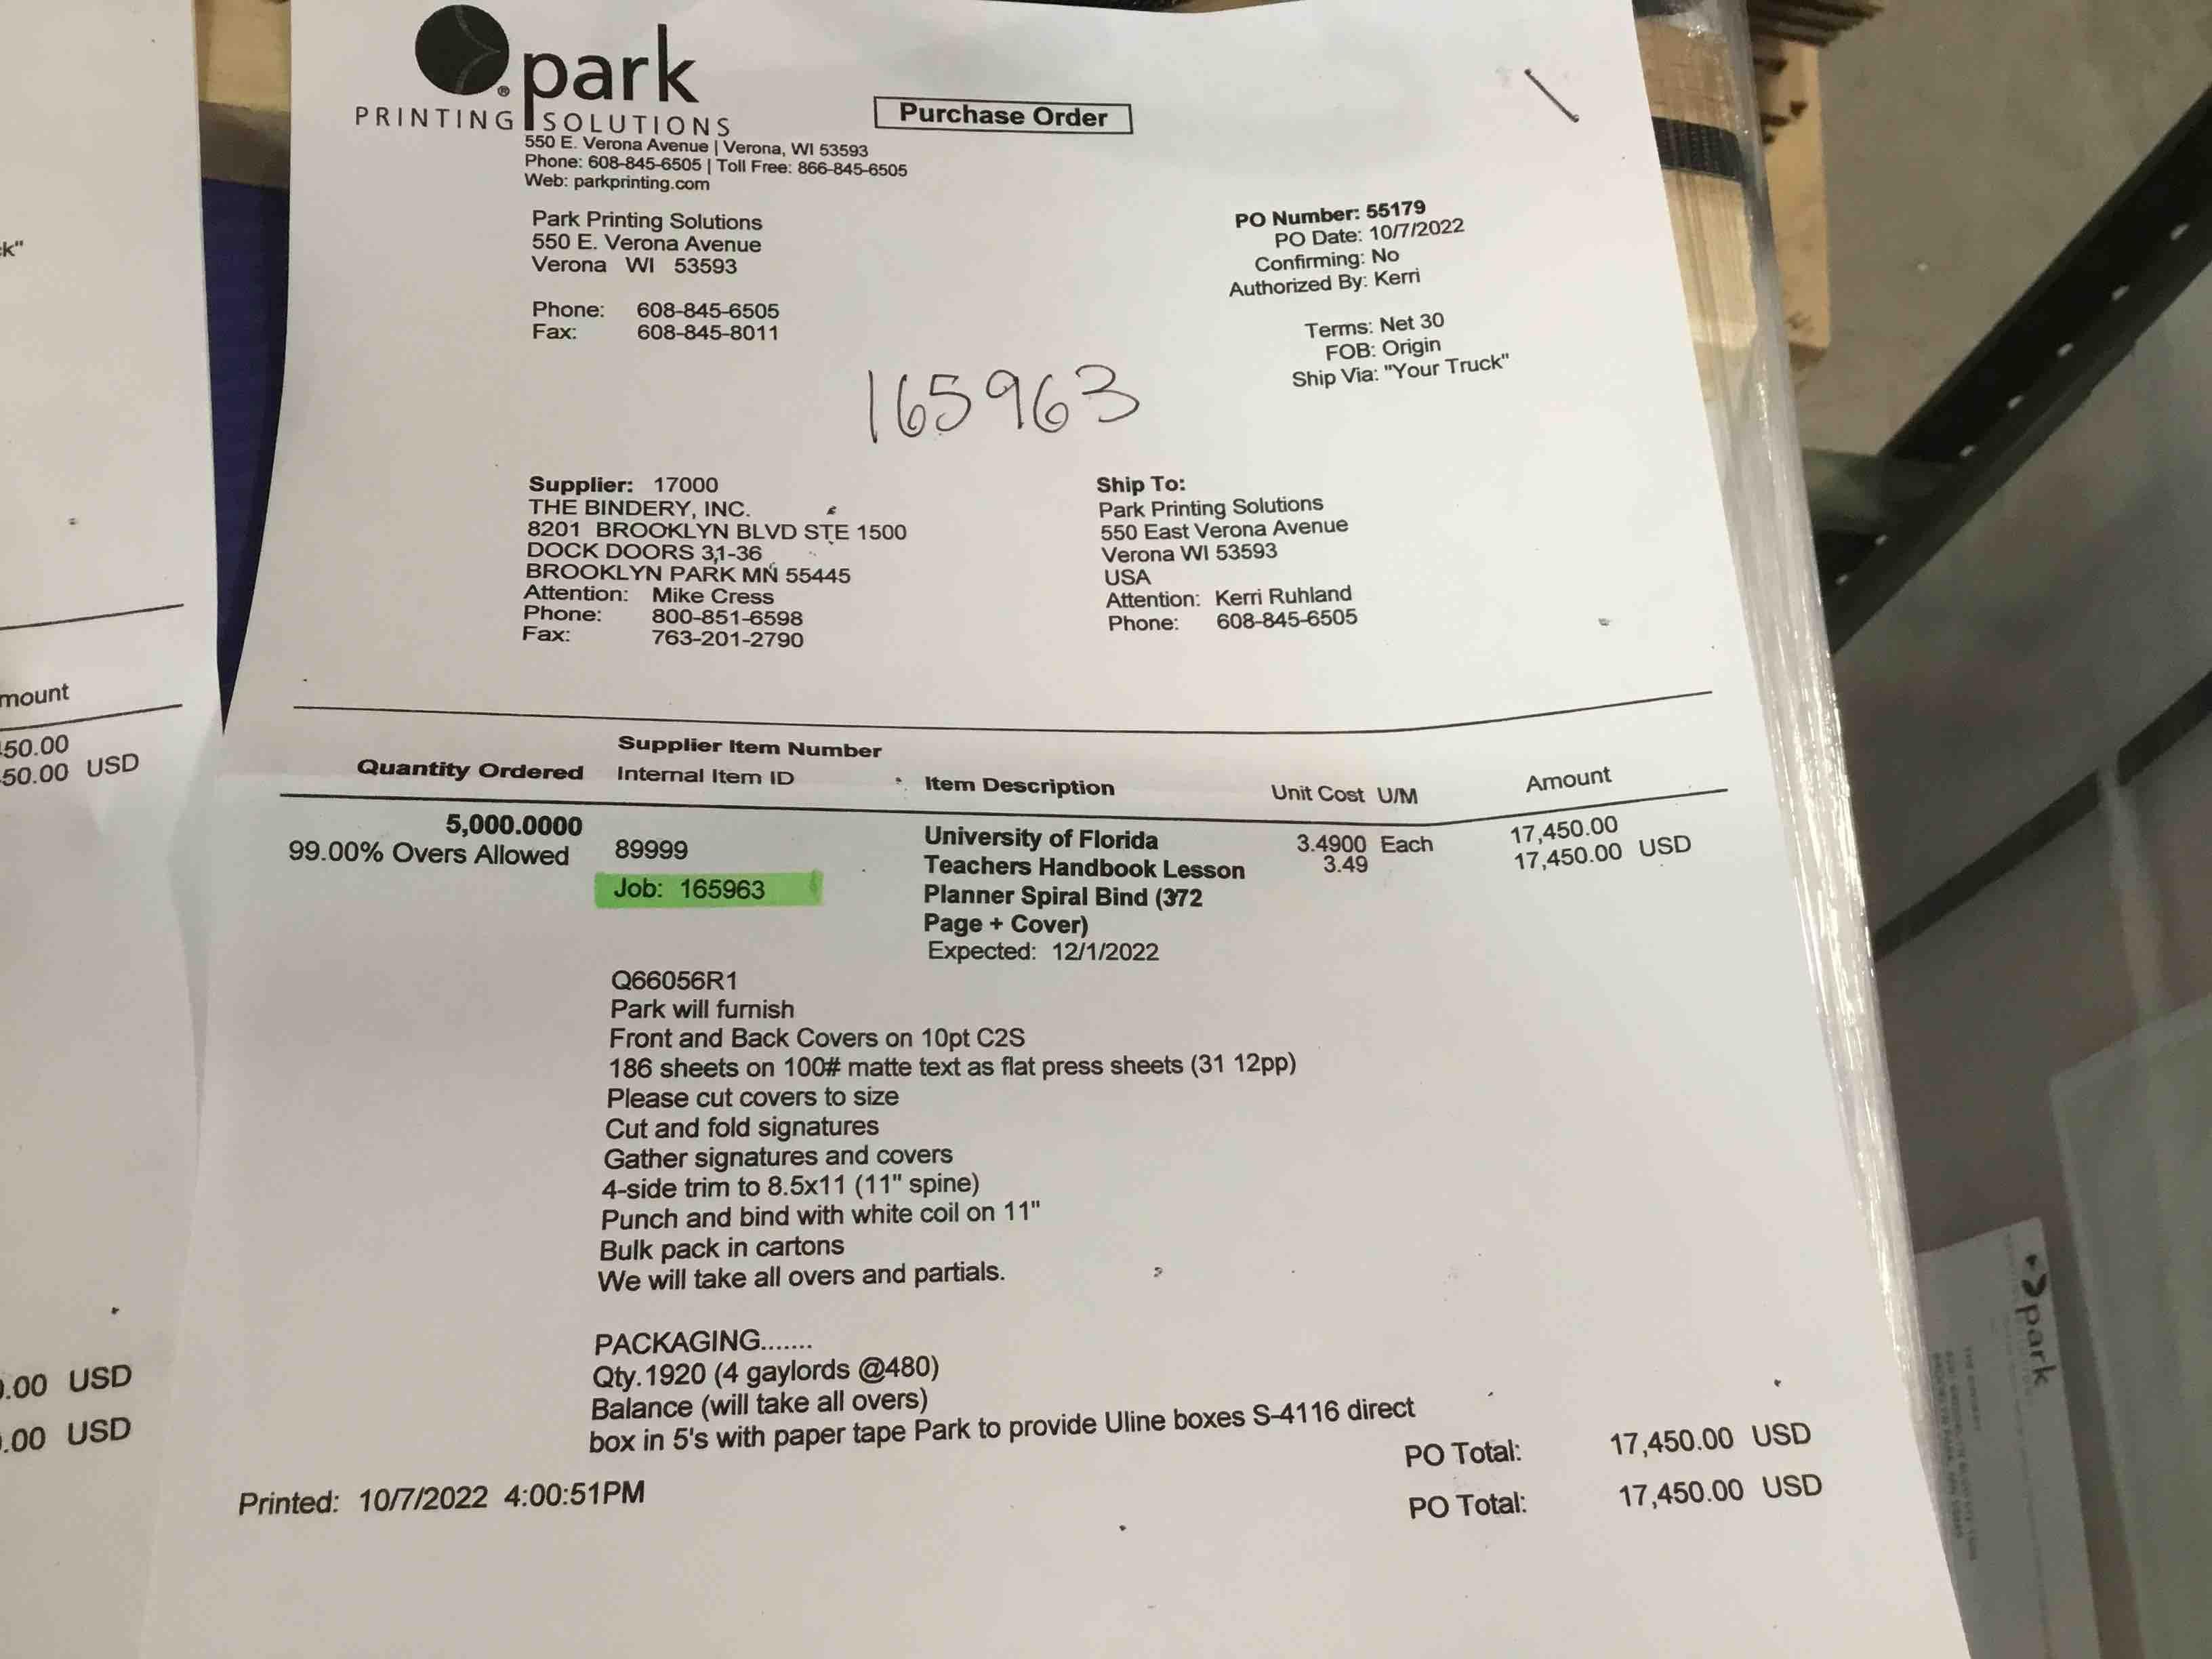 park
PRINTING SOLUTIONS
550 E. Verona Avenue | Verona, WI 53593
Phone: 608-845-6505 | Toll Free: 866-845-6505
Web: parkprinting.com
Purchase Order
Park Printing Solutions
550 E. Verona Avenue
Verona WI 53593
Phone: 608-845-6505
Fax: 608-845-8011
PO Number: 55179
PO Date: 10/7/2022
Confirming: No
Authorized By: Kerri
Terms: Net 30
FOB: Origin
Ship Via: "Your Truck"
165963
Supplier: 17000
THE BINDERY, INC.
8201 BROOKLYN BLVD STE 1500
DOCK DOORS 31-36
BROOKLYN PARK MN 55445
Attention: Mike Cress
Phone: 800-851-6598
Fax: 763-201-2790
Ship To:
Park Printing Solutions
550 East Verona Avenue
Verona WI 53593
USA
Attention: Kerri Ruhland
Phone: 608-845-6505
Supplier Item Number
Quantity Ordered Internal Item ID Item Description Unit Cost U/M Amount
5,000.0000 University of Florida 3.4900 Each 17,450.00
99.00% Overs Allowed 89999 Teachers Handbook Lesson 3.49 17,450.00 USD
Job: 165963 Planner Spiral Bind (372
Page + Cover)
Expected: 12/1/2022
Q66056R1
Park will furnish
Front and Back Covers on 10pt C2S
186 sheets on 100# matte text as flat press sheets (31 12pp)
Please cut covers to size
Cut and fold signatures
Gather signatures and covers
4-side trim to 8.5x11 (11" spine)
Punch and bind with white coil on 11"
Bulk pack in cartons
We will take all overs and partials.
PACKAGING.......
Qty.1920 (4 gaylords @480)
Balance (will take all overs)
box in 5's with paper tape Park to provide Uline boxes S-4116 direct
PO Total: 17,450.00 USD
PO Total: 17,450.00 USD
Printed: 10/7/2022 4:00:51PM
k"
mount
50.00
50.00 USD
.00 USD
.00 USD
park